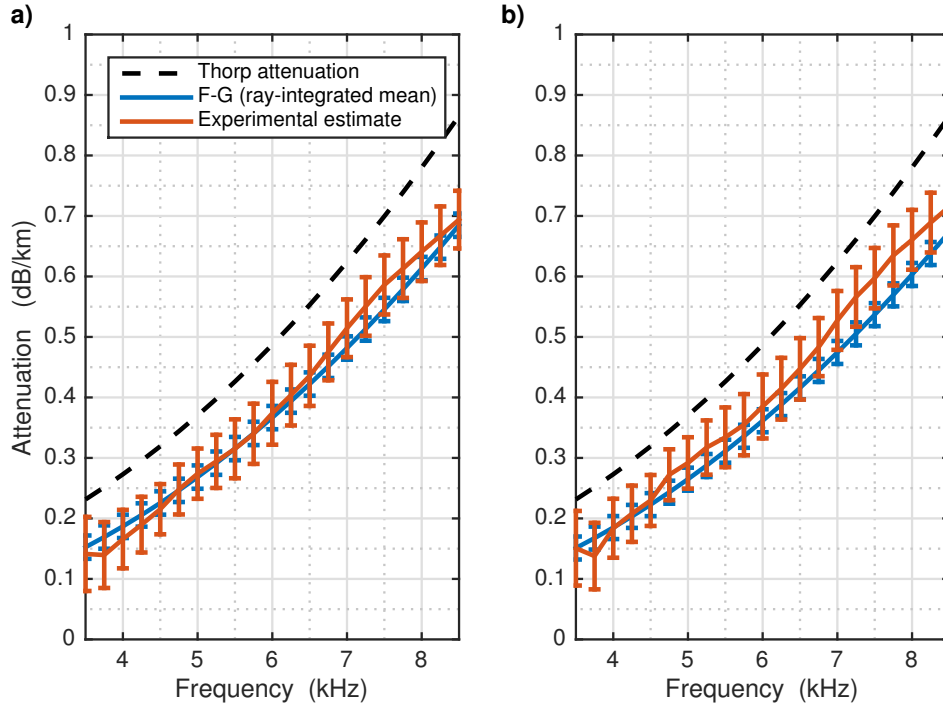 a)
b)
1
0.9
0.8
0.7
0.6
0.5
0.4
0.3
0.2
0.1
0
Attenuation (dB/km)
Thorp attenuation
F-G (ray-integrated mean)
Experimental estimate
4 5 6 7 8
Frequency (kHz)
1
0.9
0.8
0.7
0.6
0.5
0.4
0.3
0.2
0.1
0
4 5 6 7 8
Frequency (kHz)